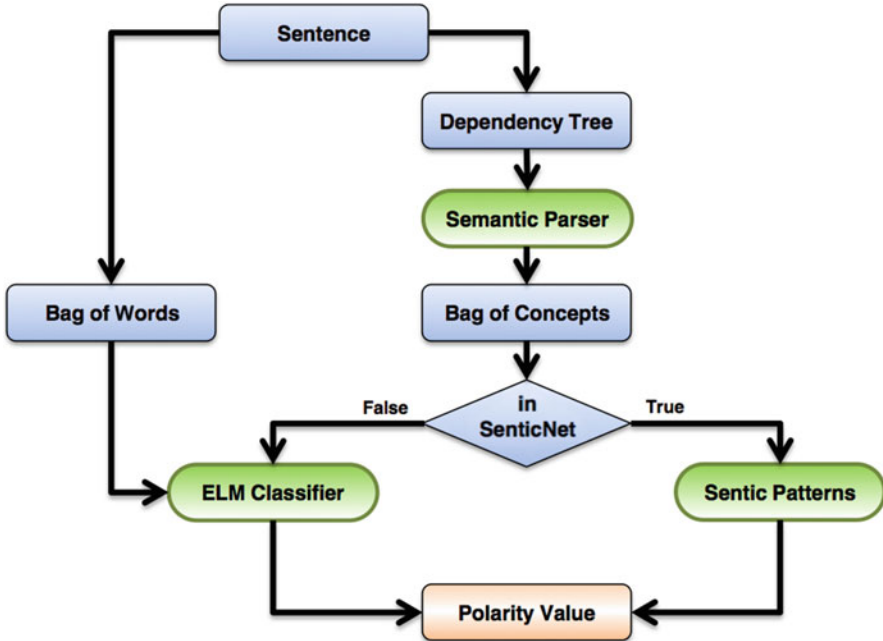 Sentence
Dependency Tree
Semantic Parser
Bag of Words
Bag of Concepts
False
in
SenticNet
True
ELM Classifier
Sentic Patterns
Polarity Value